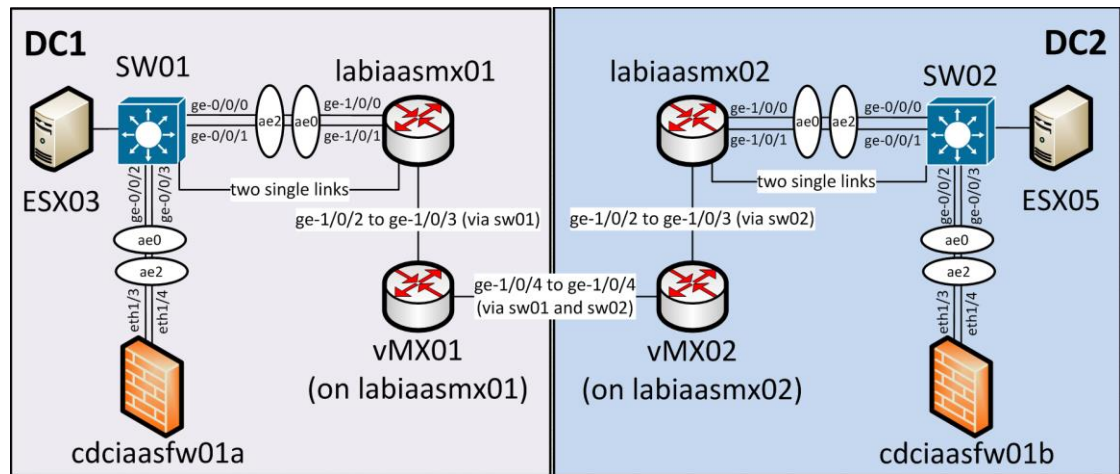 DC1
SW01
labiaasmx01
ge-0/0/0
ge-0/0/1
ae2
ae0
ge-1/0/0
ge-1/0/1
ESX03
two single links
ge-0/0/2
ge-0/0/3
ge-1/0/2 to ge-1/0/3 (via sw01)
ae0
ae2
eth1/3
eth1/4
vMX01
(on labiaasmx01)
cdciaasfw01a
ge-1/0/4 to ge-1/0/4
(via sw01 and sw02)
DC2
labiaasmx02
SW02
ge-1/0/0
ge-1/0/1
ae0
ae2
ge-0/0/0
ge-0/0/1
ESX05
two single links
ge-0/0/2
ge-0/0/3
ge-1/0/2 to ge-1/0/3 (via sw02)
ae0
ae2
eth1/3
eth1/4
vMX02
(on labiaasmx02)
cdciaasfw01b